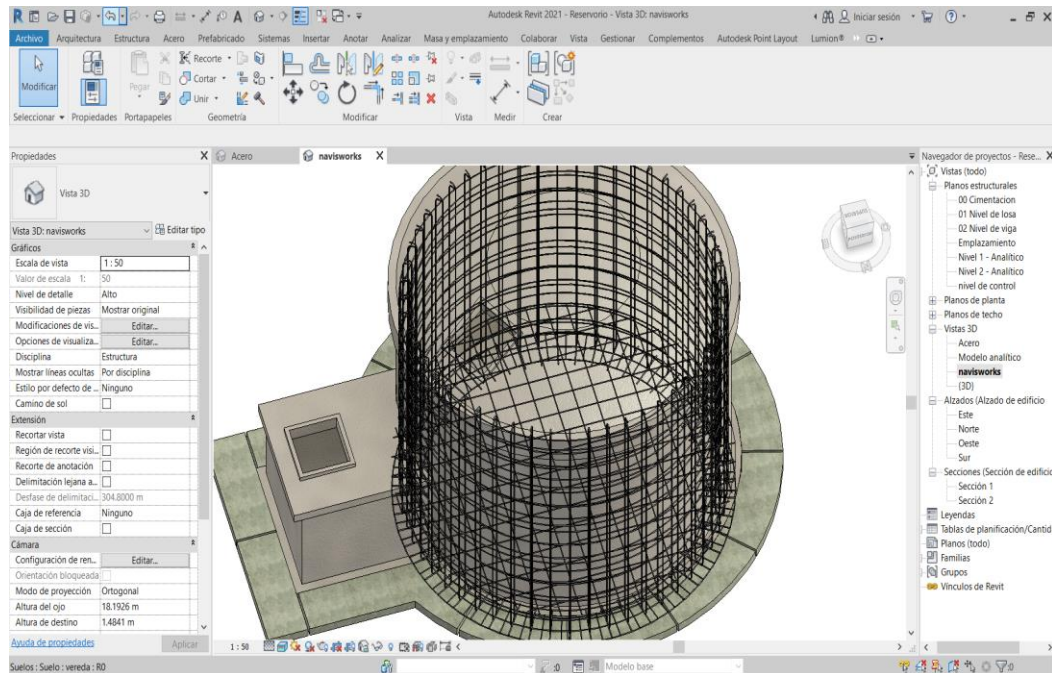 Autodesk Revit 2021 - Reservorio - Vista 3D: navisworks
Iniciar sesión
Archivo Arquitectura Estructura Acero Prefabricado Sistemas Insertar Anotar Analizar Masa y emplazamiento Colaborar Vista Gestionar Complementos Autodesk Point Layout Lumion®
Modificar
Pegar
Recorte
Cortar
Unir
Seleccionar Propiedades Portapapeles Geometría Modificar Vista Medir Crear
Propiedades
Vista 3D
Vista 3D: navisworks Editar tipo
Gráficos
Escala de vista 1 : 50
Valor de escala 1: 50
Nivel de detalle Alto
Visibilidad de piezas Mostrar original
Modificaciones de vis... Editar...
Opciones de visualiza... Editar...
Disciplina Estructura
Mostrar líneas ocultas Por disciplina
Estilo por defecto de ... Ninguno
Camino de sol
Extensión
Recortar vista
Región de recorte visi...
Recorte de anotación
Delimitación lejana a...
Desfase de delimitaci... 304.8000 m
Caja de referencia Ninguno
Caja de sección
Cámara
Configuración de ren... Editar...
Orientación bloqueada
Modo de proyección Ortogonal
Altura del ojo 18.1926 m
Altura de destino 1.4841 m
Ayuda de propiedades Aplicar
Acero navisworks
1 : 50
Navegador de proyectos - Rese...
Vistas (todo)
Planos estructurales
00 Cimentacion
01 Nivel de losa
02 Nivel de viga
Emplazamiento
Nivel 1 - Analítico
Nivel 2 - Analítico
nivel de control
Planos de planta
Planos de techo
Vistas 3D
Acero
Modelo analítico
navisworks
{3D}
Alzados (Alzado de edificio
Este
Norte
Oeste
Sur
Secciones (Sección de edificio
Sección 1
Sección 2
Leyendas
Tablas de planificación/Cantid
Planos (todo)
Familias
Grupos
Vínculos de Revit
Suelos : Suelo : vereda : R0 :0 Modelo base :0